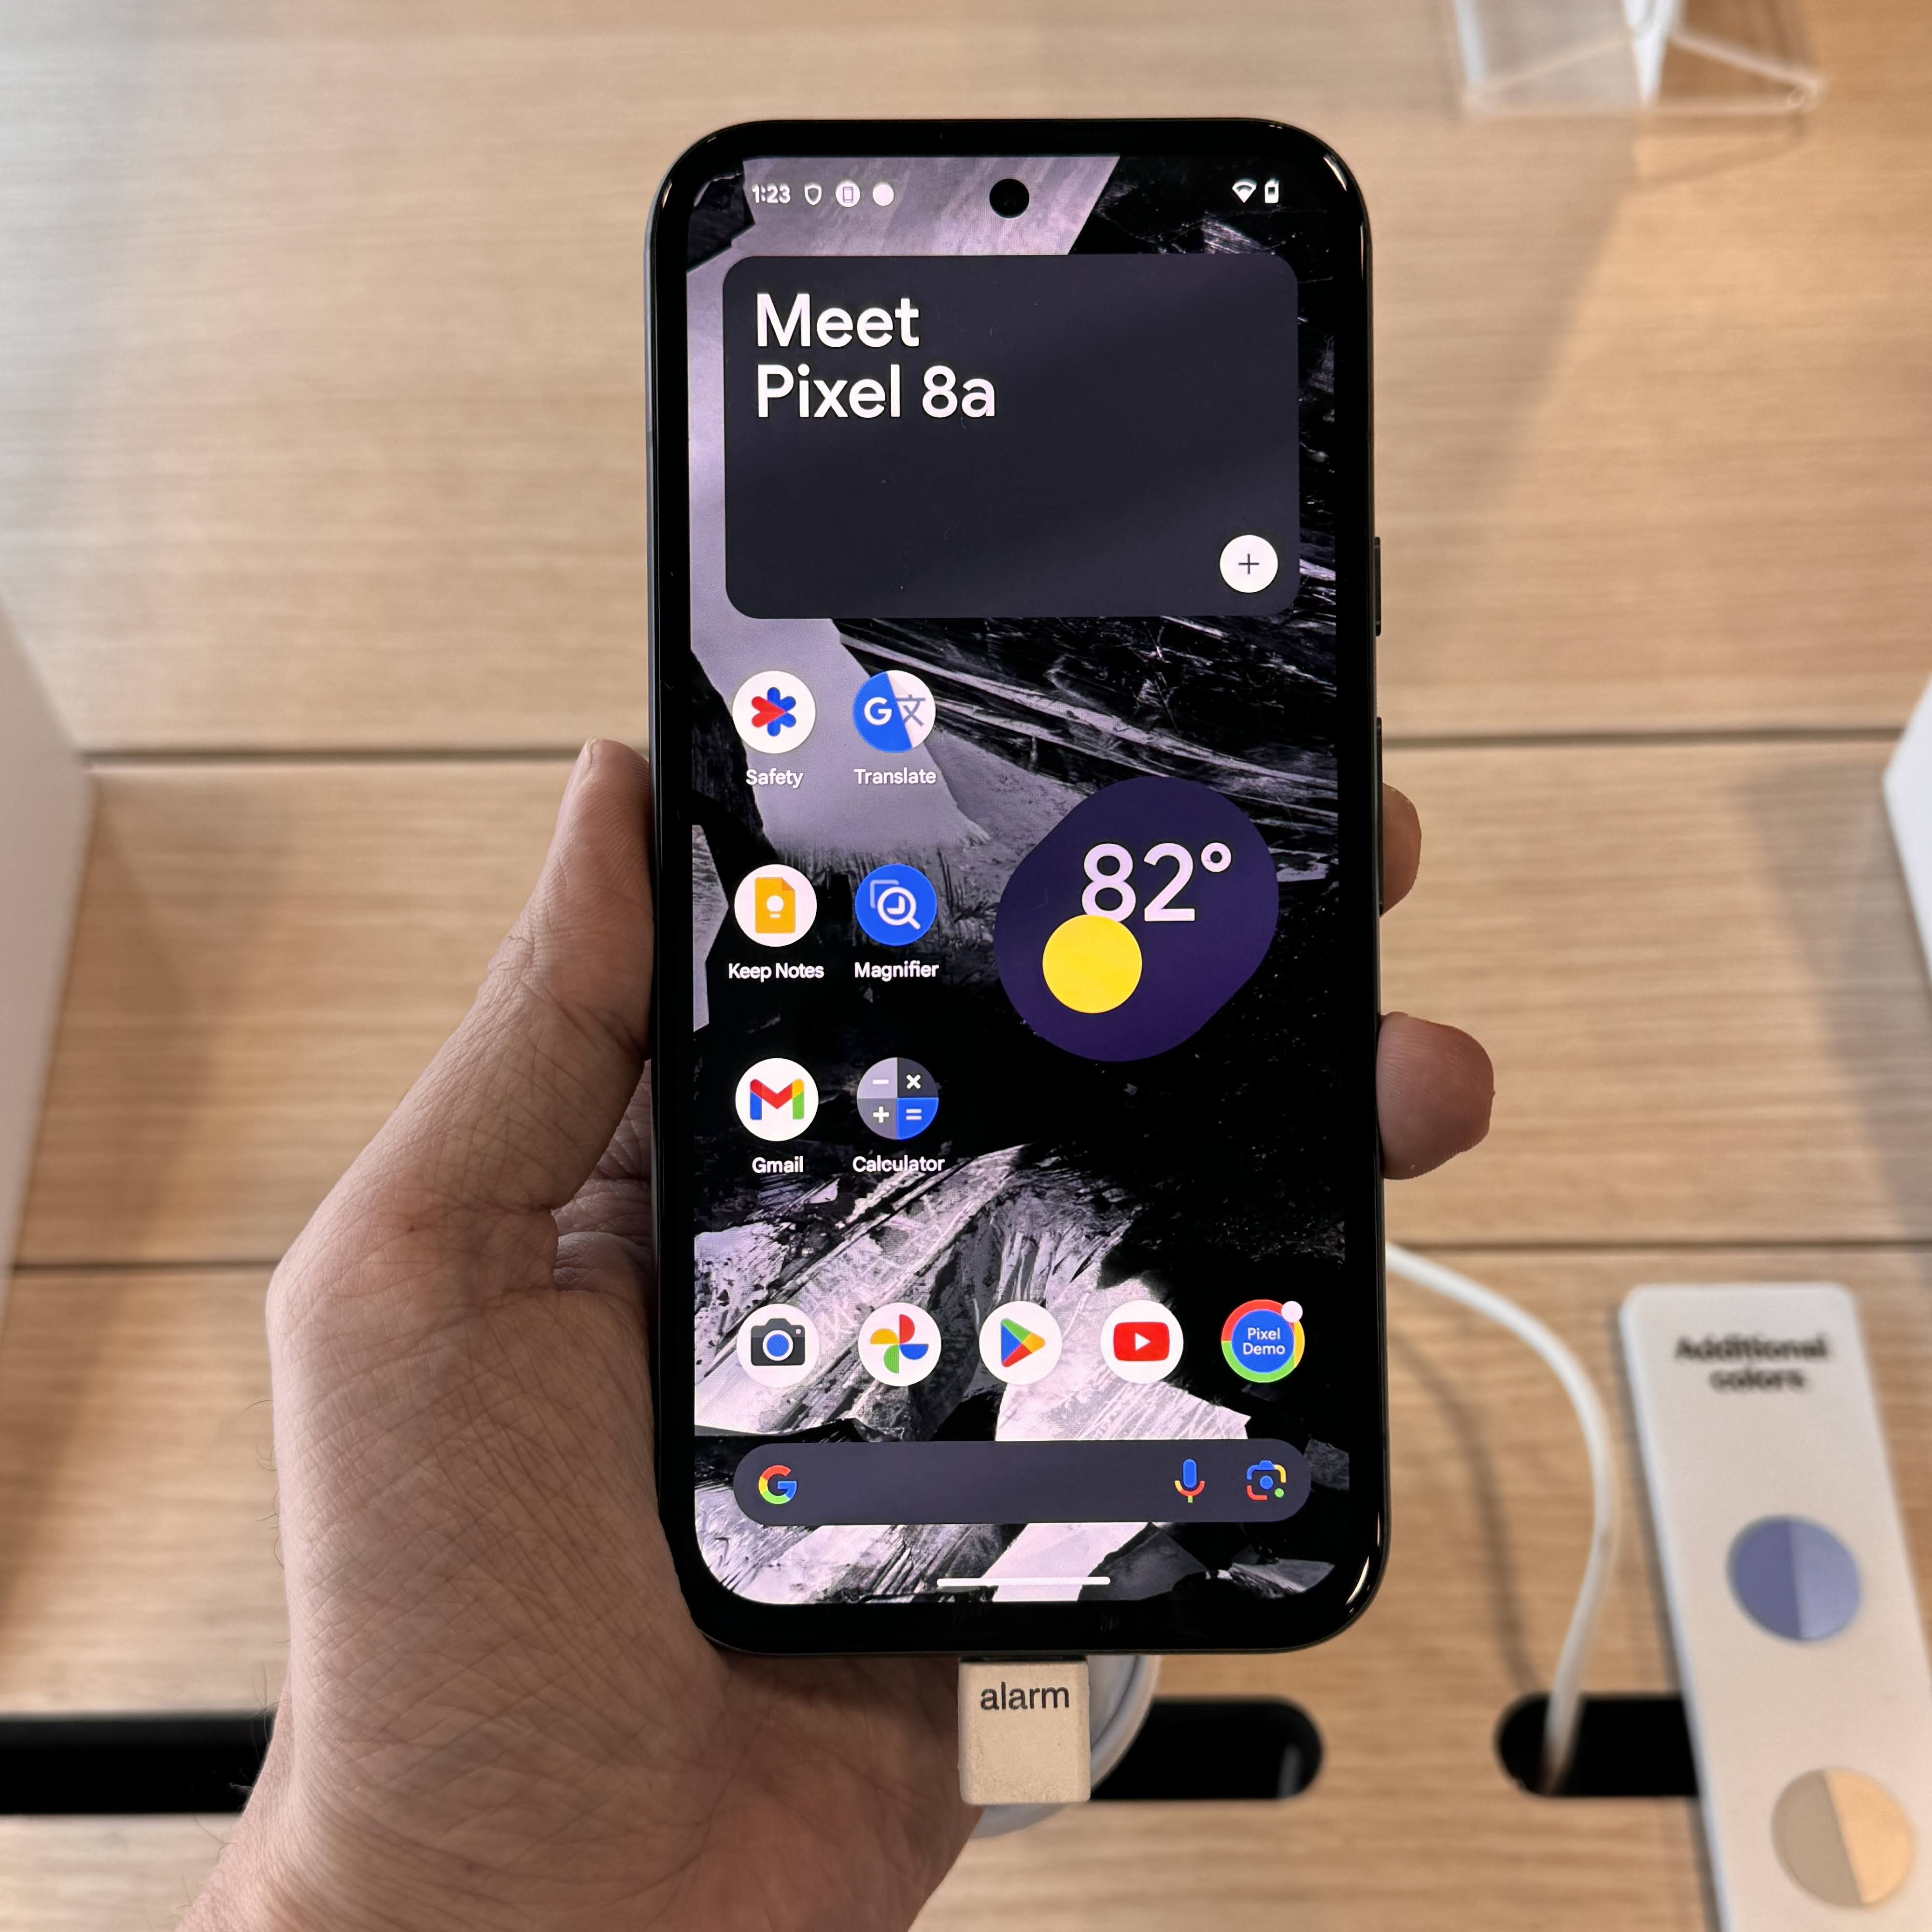 1:23
Meet
Pixel 8a
Safety
Translate
82°
Keep Notes
Magnifier
Gmail
Calculator
Pixel
Demo
Additional
colors
alarm